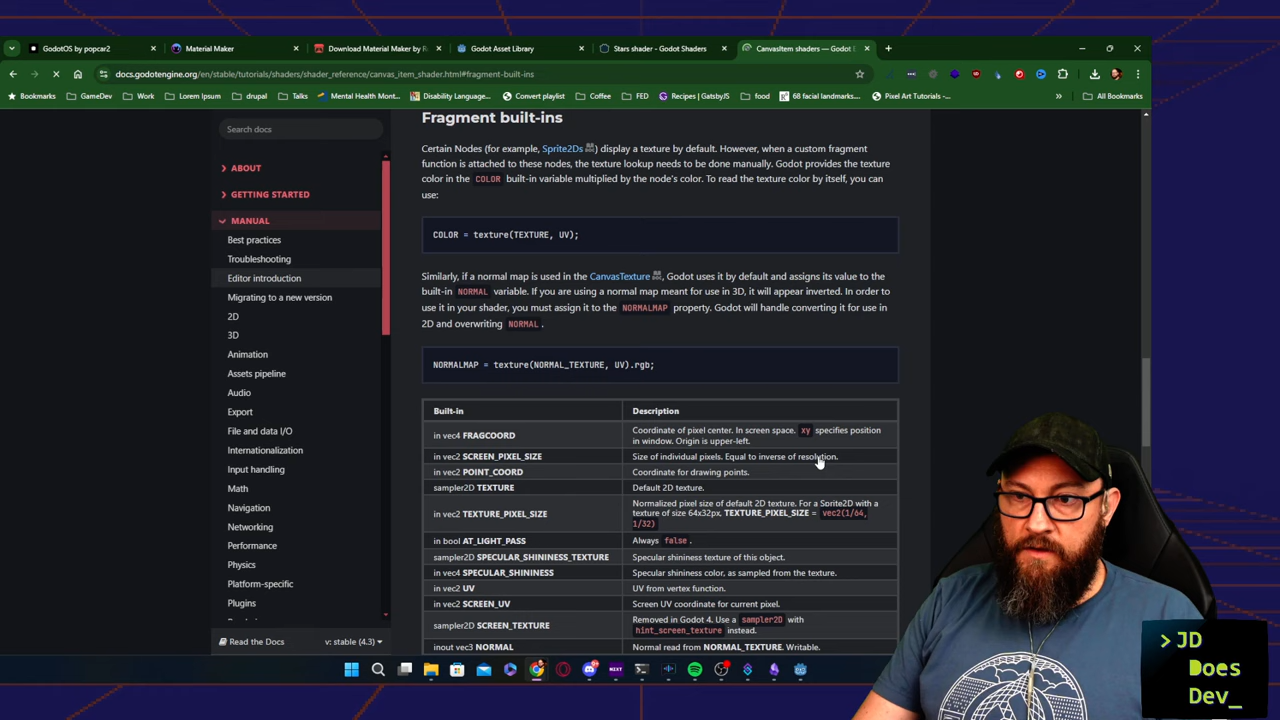 GodotOS by popcar2
Material Maker
Download Material Maker by R
Godot Asset Library
Stars shader - Godot Shaders
CanvasItem shaders — Godot E
docs.godotengine.org/en/stable/tutorials/shaders/shader_reference/canvas_item_shader.html#fragment-built-ins
Bookmarks
GameDev
Work
Lorem Ipsum
drupal
Talks
Mental Health Mont...
Disability Language...
Convert playlist
Coffee
FED
Recipes | GatsbyJS
food
68 facial landmarks...
Pixel Art Tutorials -...
All Bookmarks
Search docs
ABOUT
GETTING STARTED
MANUAL
Best practices
Troubleshooting
Editor introduction
Migrating to a new version
2D
3D
Animation
Assets pipeline
Audio
Export
File and data I/O
Internationalization
Input handling
Math
Navigation
Networking
Performance
Physics
Platform-specific
Plugins
Read the Docs
v: stable (4.3)
Fragment built-ins
Certain Nodes (for example, Sprite2Ds) display a texture by default. However, when a custom fragment
function is attached to these nodes, the texture lookup needs to be done manually. Godot provides the texture
color in the COLOR built-in variable multiplied by the node's color. To read the texture color by itself, you can
use:
COLOR = texture(TEXTURE, UV);
Similarly, if a normal map is used in the CanvasTexture, Godot uses it by default and assigns its value to the
built-in NORMAL variable. If you are using a normal map meant for use in 3D, it will appear inverted. In order to
use it in your shader, you must assign it to the NORMALMAP property. Godot will handle converting it for use in
2D and overwriting NORMAL.
NORMALMAP = texture(NORMAL_TEXTURE, UV).rgb;
Built-in
Description
in vec4 FRAGCOORD
Coordinate of pixel center. In screen space. xy specifies position
in window. Origin is upper-left.
in vec2 SCREEN_PIXEL_SIZE
Size of individual pixels. Equal to inverse of resolution.
in vec2 POINT_COORD
Coordinate for drawing points.
sampler2D TEXTURE
Default 2D texture.
in vec2 TEXTURE_PIXEL_SIZE
Normalized pixel size of default 2D texture. For a Sprite2D with a
texture of size 64x32px, TEXTURE_PIXEL_SIZE = vec2(1/64,
1/32)
in bool AT_LIGHT_PASS
Always false.
sampler2D SPECULAR_SHININESS_TEXTURE
Specular shininess texture of this object.
in vec4 SPECULAR_SHININESS
Specular shininess color, as sampled from the texture.
in vec2 UV
UV from vertex function.
in vec2 SCREEN_UV
Screen UV coordinate for current pixel.
sampler2D SCREEN_TEXTURE
Removed in Godot 4. Use a sampler2D with
hint_screen_texture instead.
inout vec3 NORMAL
Normal read from NORMAL_TEXTURE. Writable.
> JD
Does
Dev_